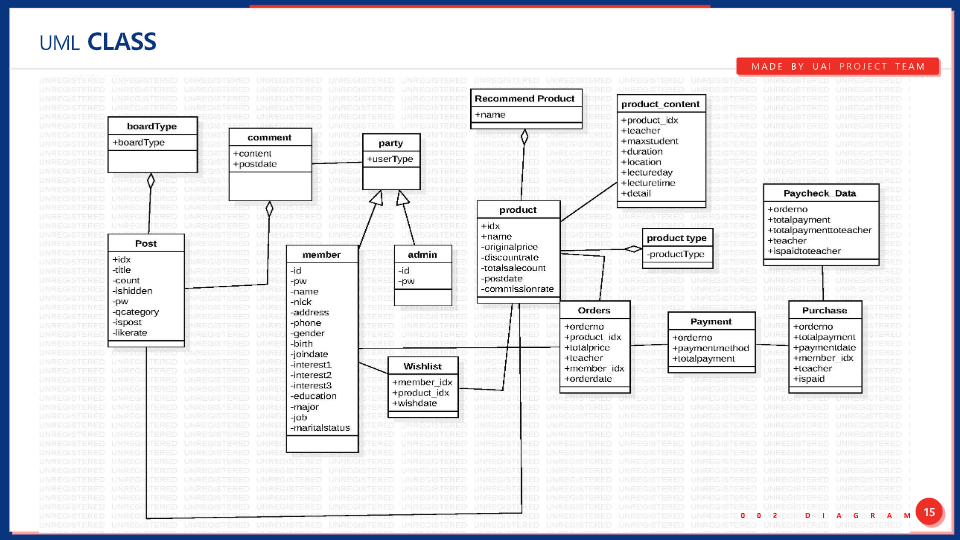 UML CLASS
MADE BY UAI PROJECT TEAM
boardType
+boardType
comment
+content
+postdate
party
+userType
Recommend Product
+name
product_content
+product_idx
+teacher
+maxstudent
+duration
+location
+lectureday
+lecturetime
+detail
Paycheck_Data
+orderno
+totalpayment
+totalpaymenttoteacher
+teacher
+ispaidtoteacher
Post
+idx
-title
-count
-ishidden
-pw
-qcategory
-ispost
-likerate
member
-id
-pw
-name
-nick
-address
-phone
-gender
-birth
-joindate
-interest1
-interest2
-interest3
-education
-major
-job
-maritalstatus
admin
-id
-pw
product
+idx
+name
-originalprice
-discountrate
-totalsalecount
-postdate
-commissionrate
product type
-productType
Wishlist
+member_idx
+product_idx
+wishdate
Orders
+orderno
+product_idx
+totalprice
+teacher
+member_idx
+orderdate
Payment
+orderno
+paymentmethod
+totalpayment
Purchase
+orderno
+totalpayment
+paymentdate
+member_idx
+teacher
+ispaid
002 DIAGRAM
15